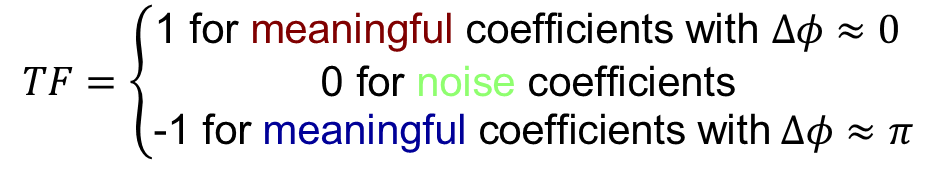 1 for meaningful coefficients with Δϕ ≈ 0
TF = { 0 for noise coefficients
-1 for meaningful coefficients with Δϕ ≈ π